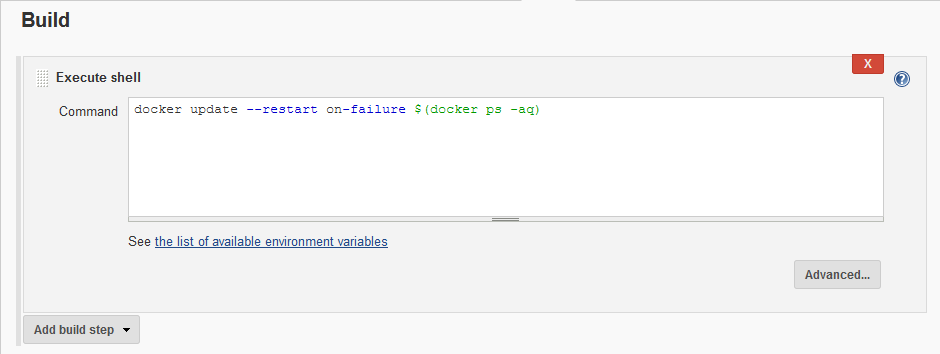 Build
X
Execute shell
?
Command
docker update --restart on-failure $(docker ps -aq)
See the list of available environment variables
Advanced...
Add build step